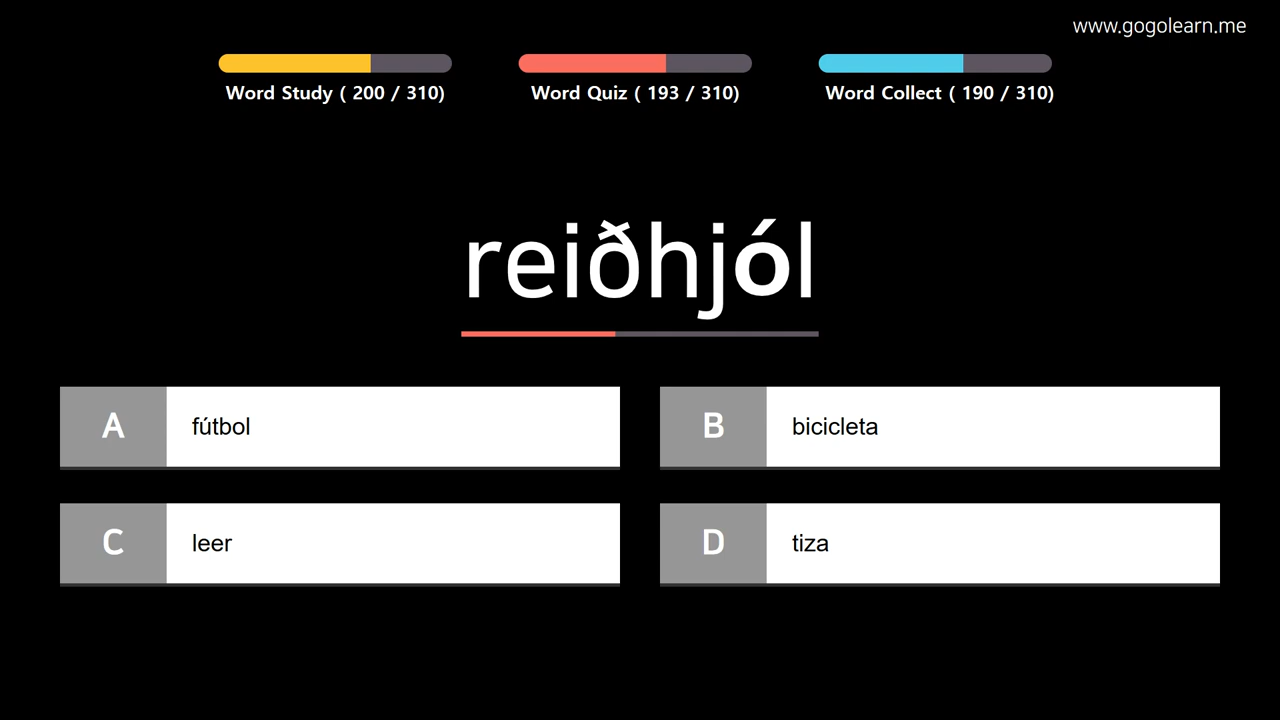 www.gogolearn.me
Word Study ( 200 / 310)
Word Quiz ( 193 / 310)
Word Collect ( 190 / 310)
reiðhjól
A
fútbol
B
bicicleta
C
leer
D
tiza